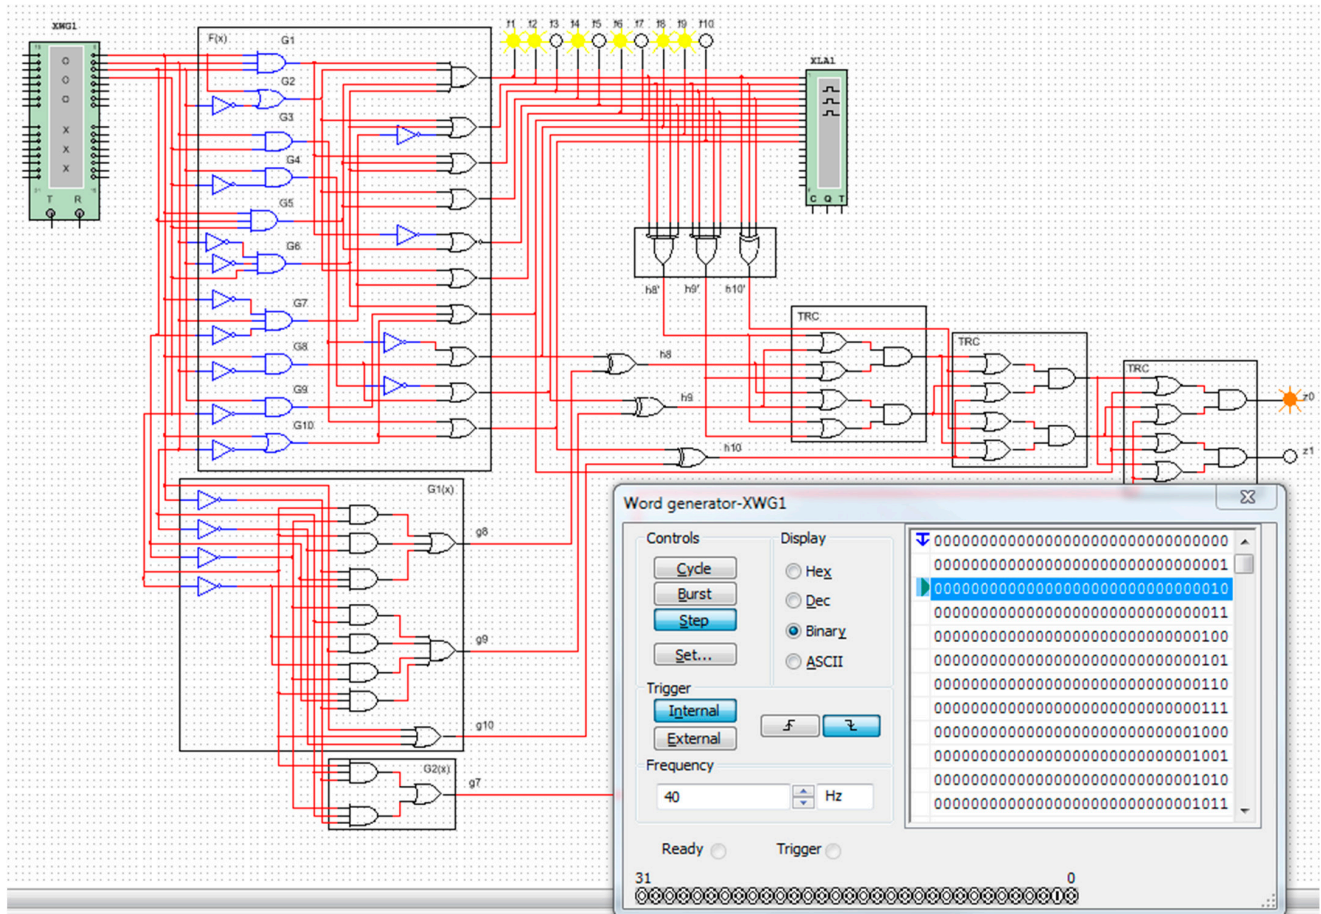 XWG1
F(x)
f1 f2 f3 f4 f5 f6 f7 f8 f9 f10
XLA1
G1
G2
G3
G4
G5
G6
G7
G8
G9
G10
O
O
O
X
X
X
T R
C Q T
h8' h9' h10'
TRC
TRC
TRC
h8
h9
h10
z0
z1
G1(x)
g8
g9
g10
G2(x)
g7
Word generator-XWG1
Controls
Cycle
Burst
Step
Set...
Display
Hex
Dec
Binary
ASCII
Trigger
Internal
External
Frequency
40 Hz
Ready Trigger
00000000000000000000000000000000
00000000000000000000000000000001
00000000000000000000000000000010
00000000000000000000000000000011
00000000000000000000000000000100
00000000000000000000000000000101
00000000000000000000000000000110
00000000000000000000000000000111
00000000000000000000000000001000
00000000000000000000000000001001
00000000000000000000000000001010
00000000000000000000000000001011
31 0